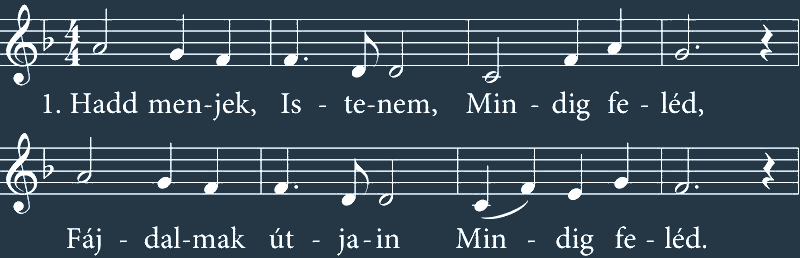 1. Hadd men-jek, Is - te-nem, Min - dig fe - léd,
Fáj - dal-mak út - ja-in Min - dig fe - léd.